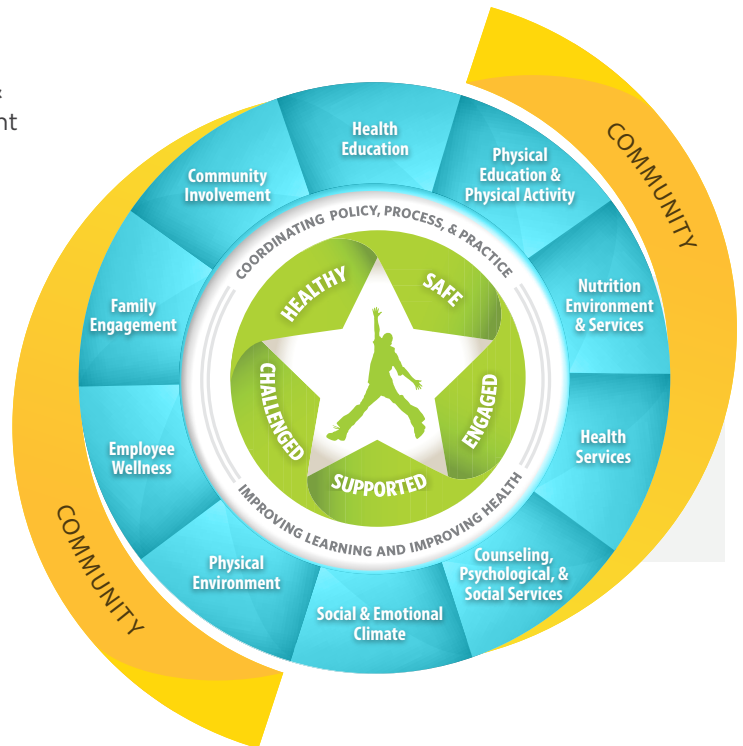 nt
COMMUNITY
Health
Education
Physical
Education &
Physical Activity
Nutrition
Environment
& Services
Health
Services
Counseling,
Psychological, &
Social Services
Social & Emotional
Climate
Physical
Environment
Employee
Wellness
Family
Engagement
Community
Involvement
COORDINATING POLICY, PROCESS, & PRACTICE
IMPROVING LEARNING AND IMPROVING HEALTH
HEALTHY
SAFE
ENGAGED
SUPPORTED
CHALLENGED
COMMUNITY